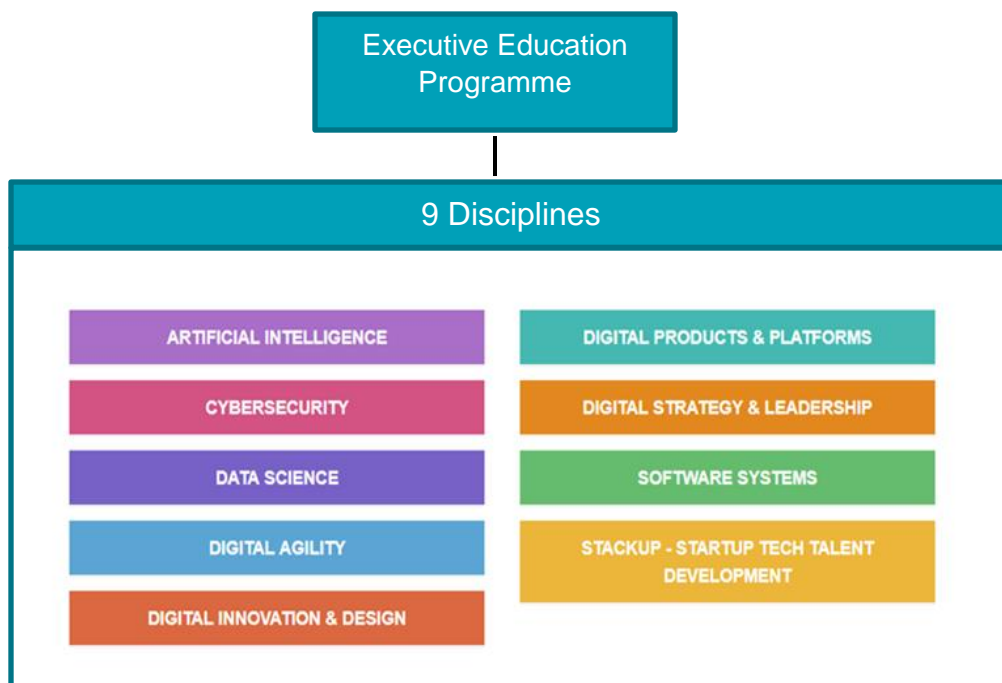 Executive Education
Programme
9 Disciplines
ARTIFICIAL INTELLIGENCE
CYBERSECURITY
DATA SCIENCE
DIGITAL AGILITY
DIGITAL INNOVATION & DESIGN
DIGITAL PRODUCTS & PLATFORMS
DIGITAL STRATEGY & LEADERSHIP
SOFTWARE SYSTEMS
STACKUP - STARTUP TECH TALENT
DEVELOPMENT